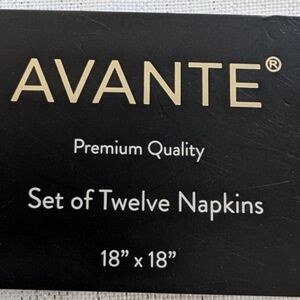 AVANTE®
Premium Quality
Set of Twelve Napkins
18” x 18”